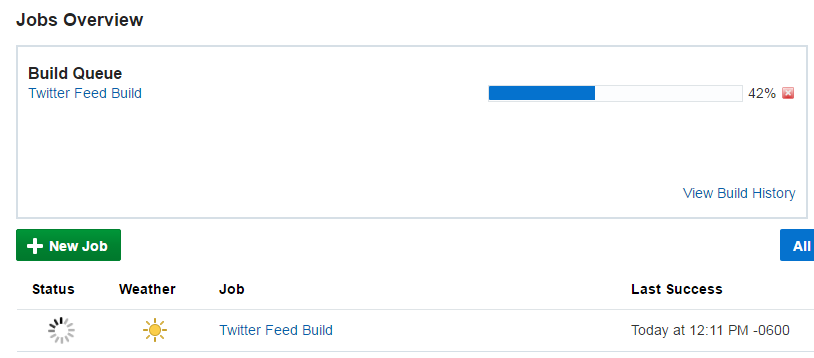 Jobs Overview
Build Queue
Twitter Feed Build 42%
View Build History
New Job All
Status Weather Job Last Success
Twitter Feed Build Today at 12:11 PM -0600